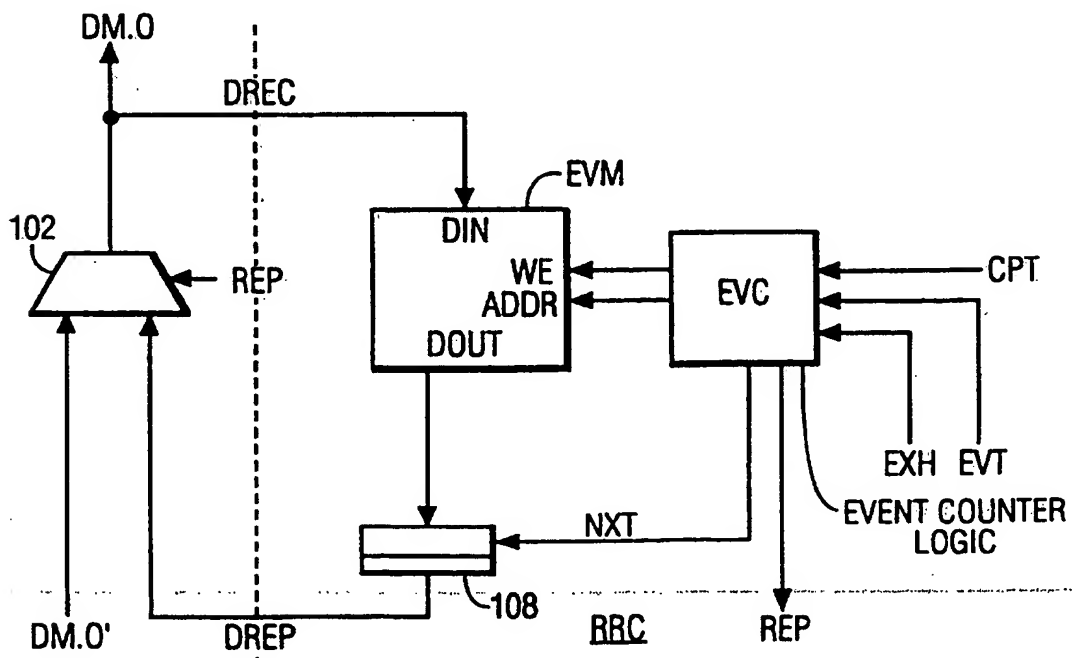 DM.O
DREC
EVM
102
DIN
REP
WE
ADDR
EVC
CPT
DOUT
EXH EVT
NXT
EVENT COUNTER
LOGIC
108
DM.O'
DREP
RRC
REP